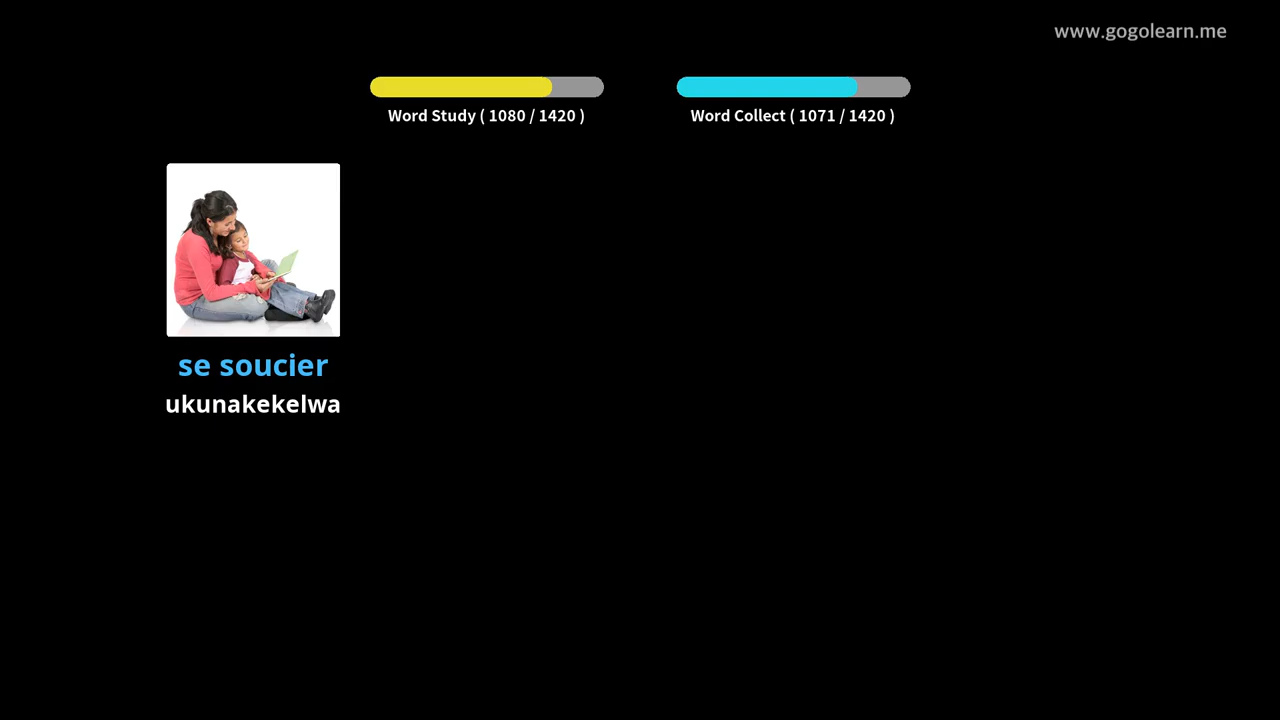 www.gogolearn.me
Word Study ( 1080 / 1420 )
Word Collect ( 1071 / 1420 )
se soucier
ukunakekelwa